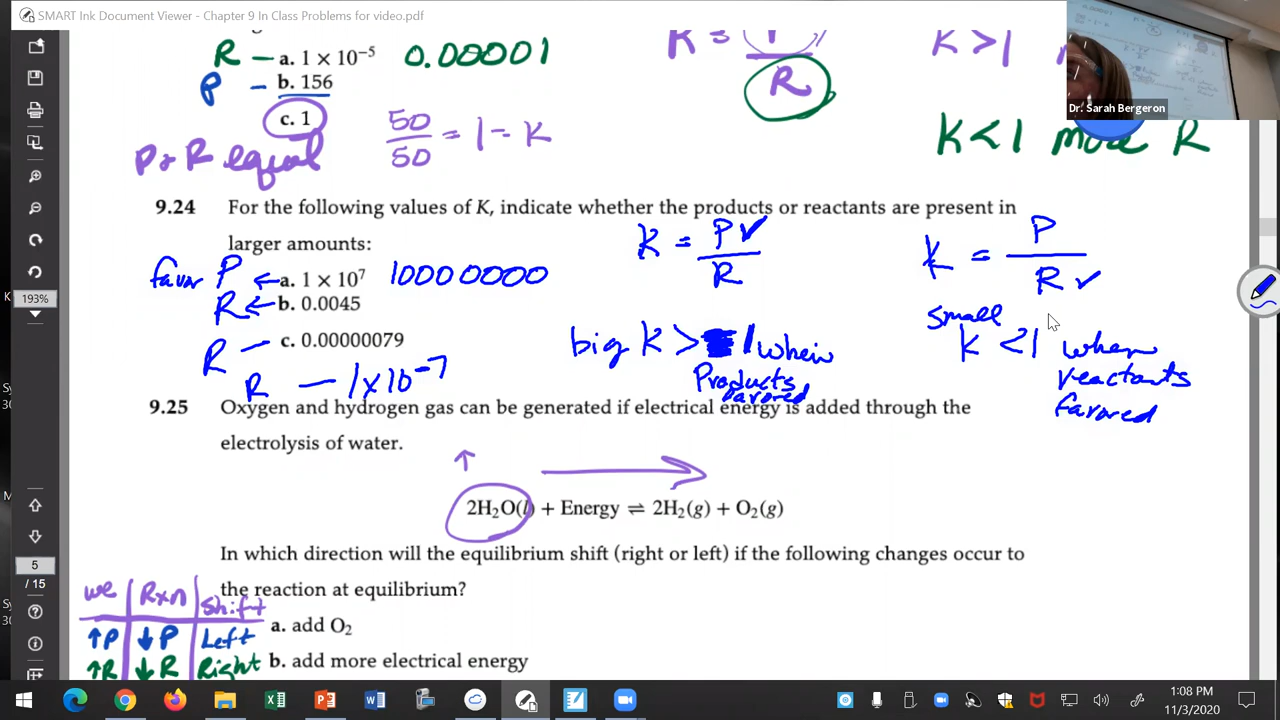 SMART Ink Document Viewer - Chapter 9 In Class Problems for video.pdf
R — a. 1 × 10⁻⁵ 0.00001
P - b. 156
c. 1
P & R equal
50/50 = 1 - K
K = P/R
K > 1
K < 1 more R
Dr. Sarah Bergeron
9.24 For the following values of K, indicate whether the products or reactants are present in
larger amounts:
favor P ← a. 1 × 10⁷ 10000000
R ← b. 0.0045
R — c. 0.00000079
R — 1×10⁻⁷
K = P✓/R
big K > 1 when
Products
favored
K = P/R✓
small
K < 1 when
reactants
favored
9.25 Oxygen and hydrogen gas can be generated if electrical energy is added through the
electrolysis of water.
↑
2H₂O(l) + Energy ⇌ 2H₂(g) + O₂(g)
In which direction will the equilibrium shift (right or left) if the following changes occur to
the reaction at equilibrium?
a. add O₂
b. add more electrical energy
we Rxn shift
↑P ↓P Left
↑R ↓R Right
193%
5
/ 15
1:08 PM
11/3/2020